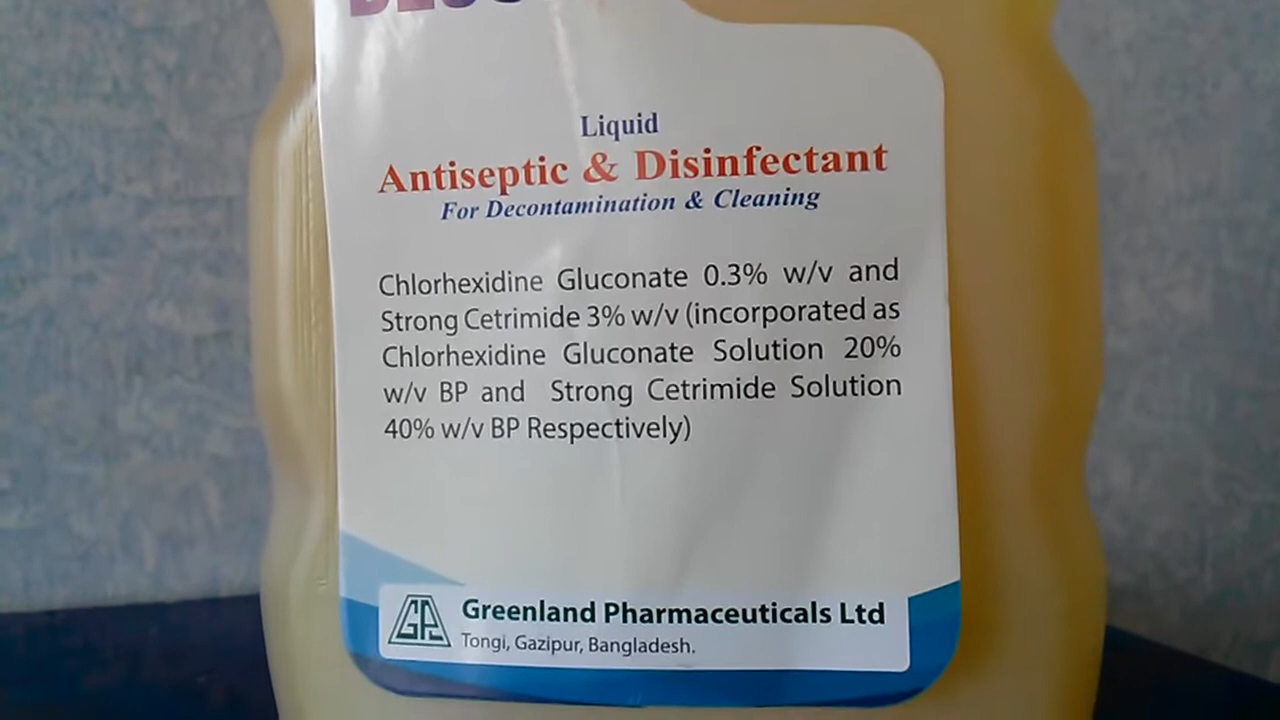 Liquid
Antiseptic & Disinfectant
For Decontamination & Cleaning
Chlorhexidine Gluconate 0.3% w/v and
Strong Cetrimide 3% w/v (incorporated as
Chlorhexidine Gluconate Solution 20%
w/v BP and Strong Cetrimide Solution
40% w/v BP Respectively)
GPL
Greenland Pharmaceuticals Ltd
Tongi, Gazipur, Bangladesh.